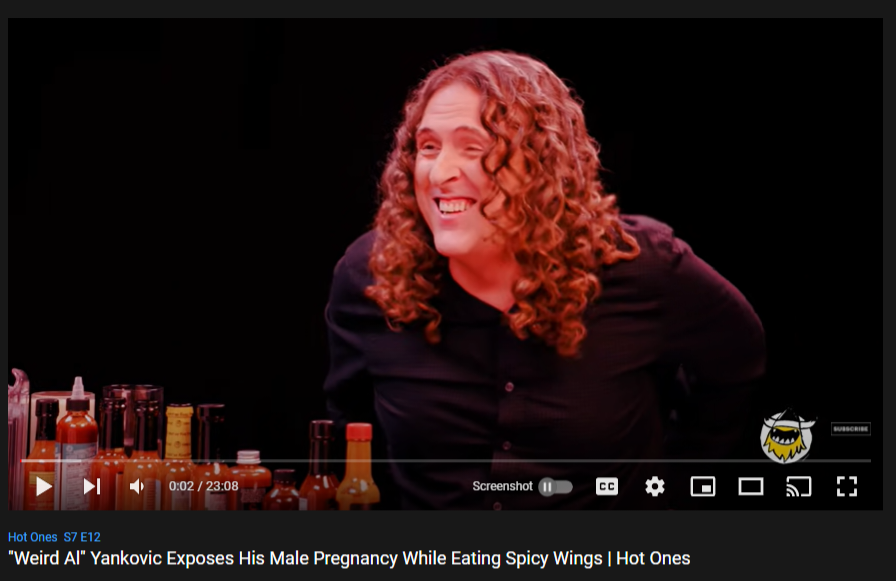 SUBSCRIBE
0:02 / 23:08
Screenshot
CC
Hot Ones S7 E12
"Weird Al" Yankovic Exposes His Male Pregnancy While Eating Spicy Wings | Hot Ones